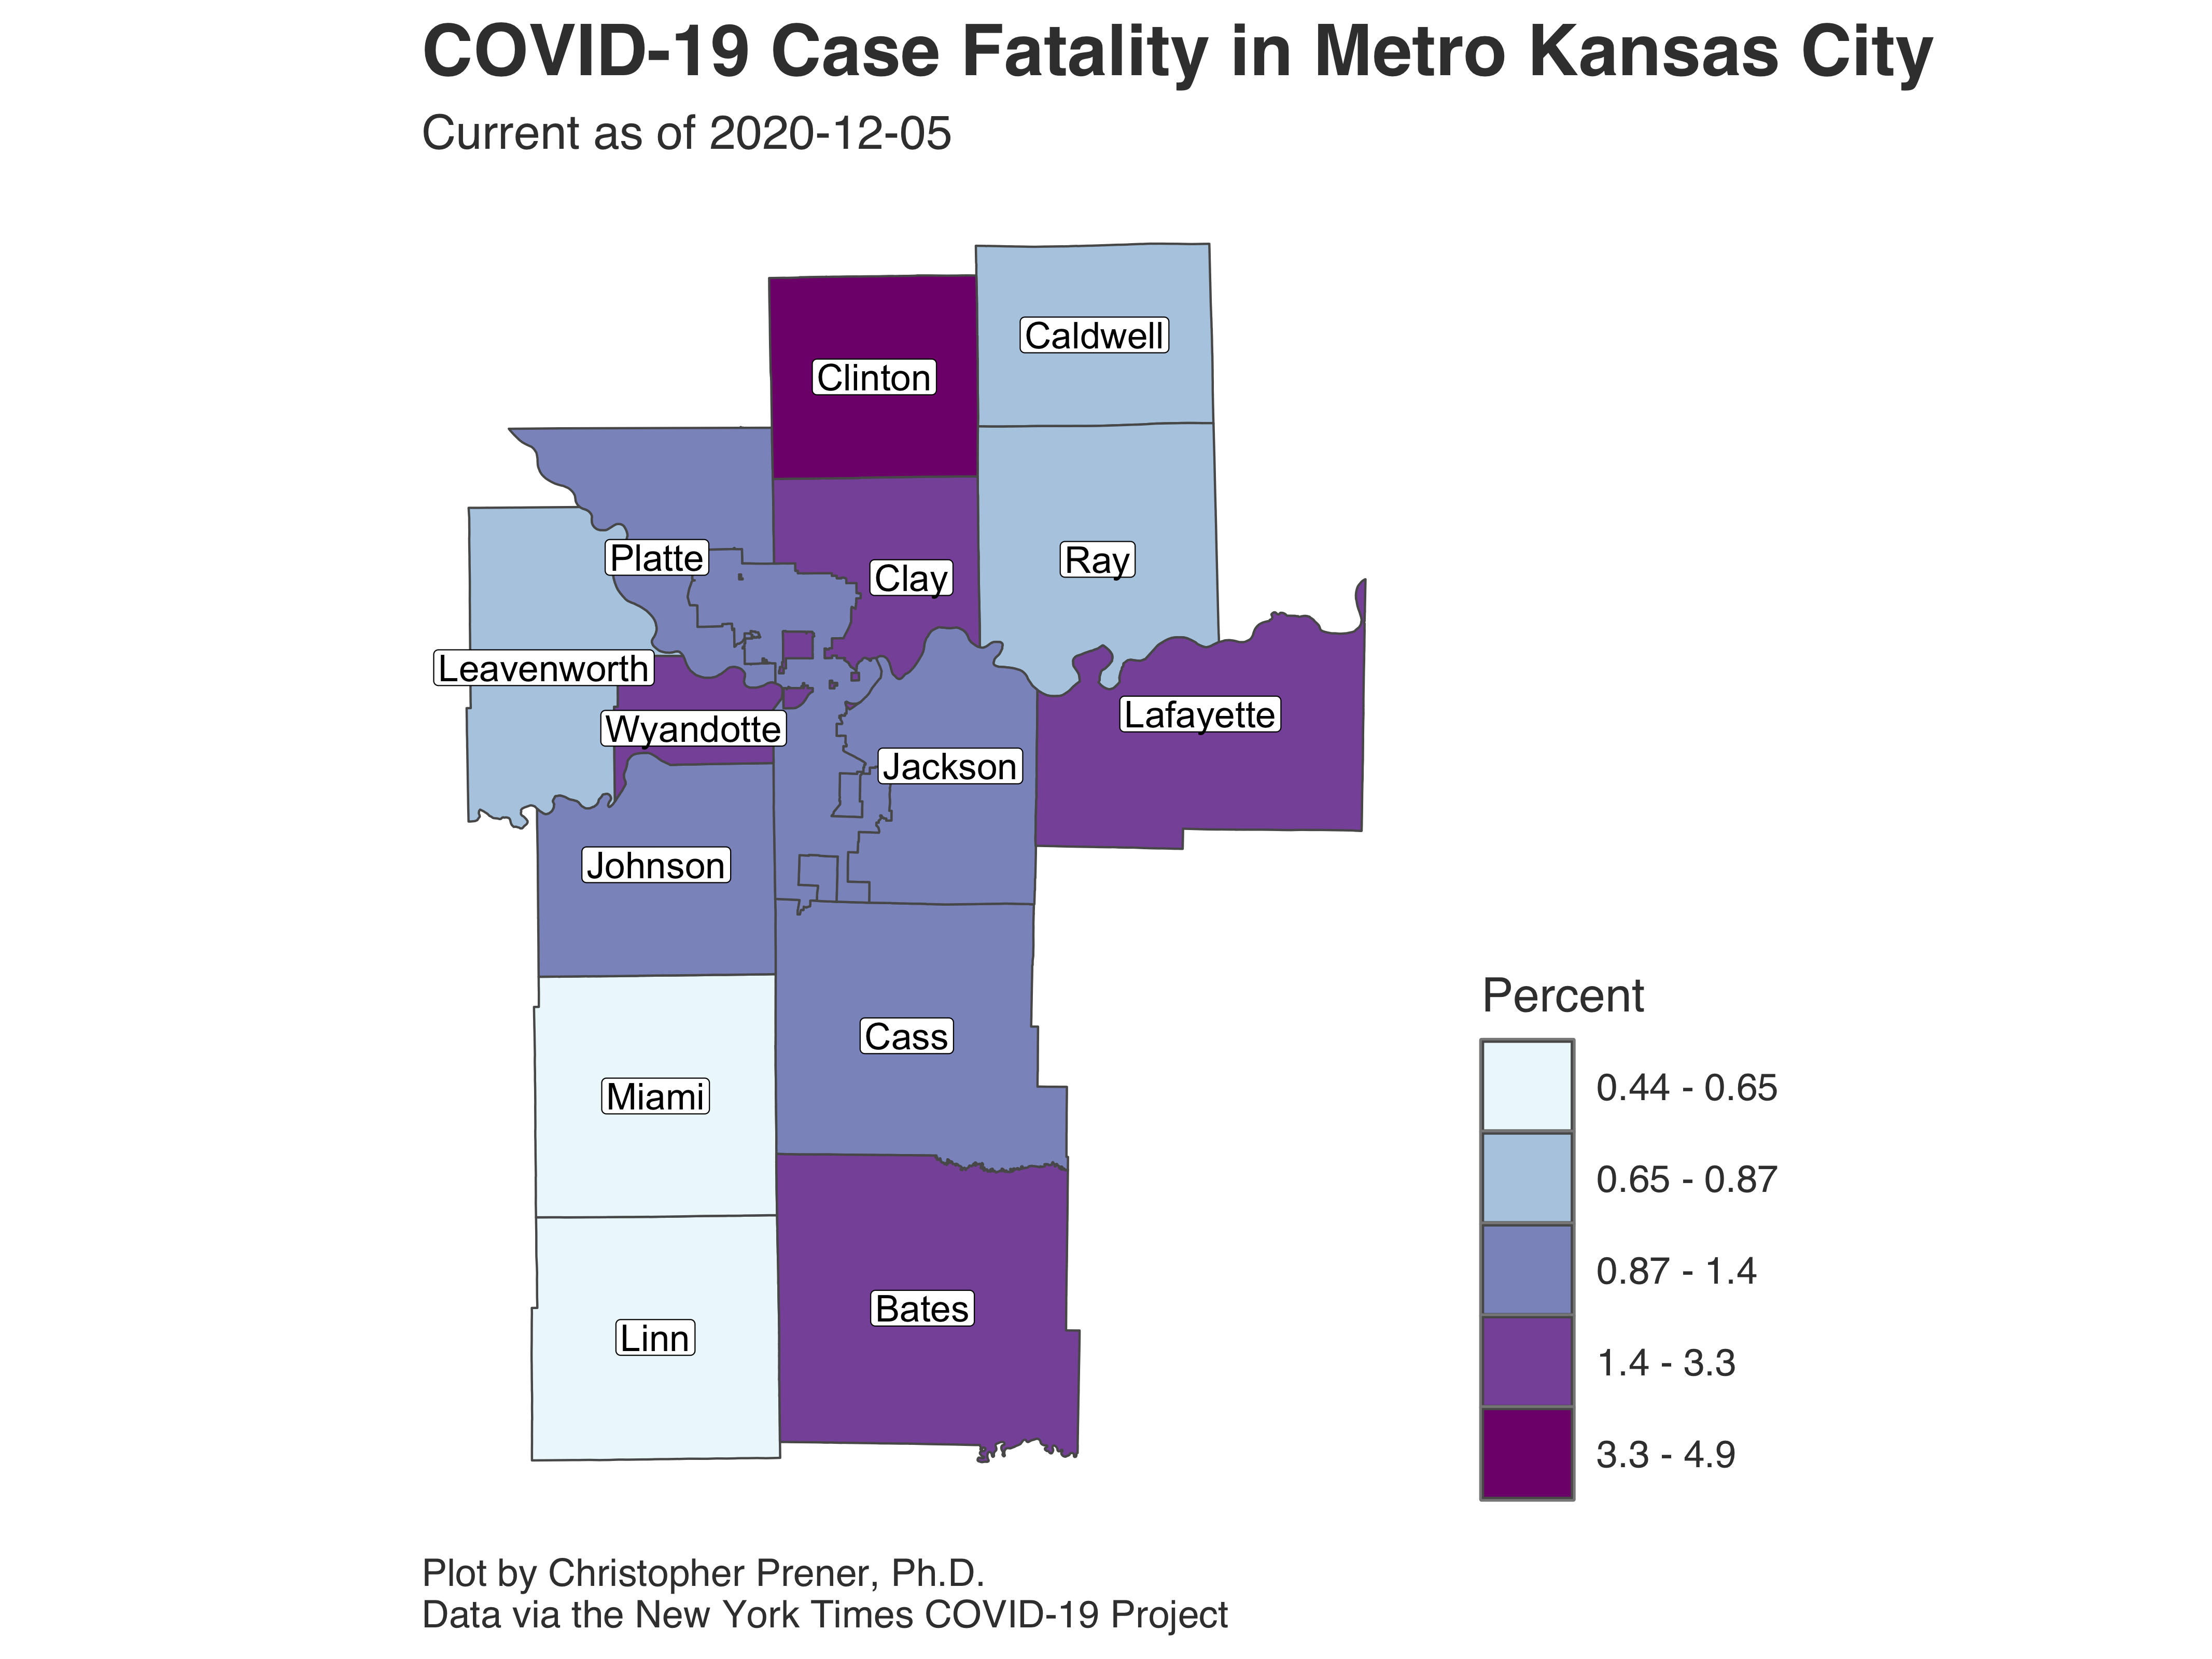 COVID-19 Case Fatality in Metro Kansas City
Current as of 2020-12-05
Caldwell
Clinton
Platte
Clay
Ray
Leavenworth
Wyandotte
Lafayette
Jackson
Johnson
Cass
Miami
Bates
Linn
Percent
0.44 - 0.65
0.65 - 0.87
0.87 - 1.4
1.4 - 3.3
3.3 - 4.9
Plot by Christopher Prener, Ph.D.
Data via the New York Times COVID-19 Project